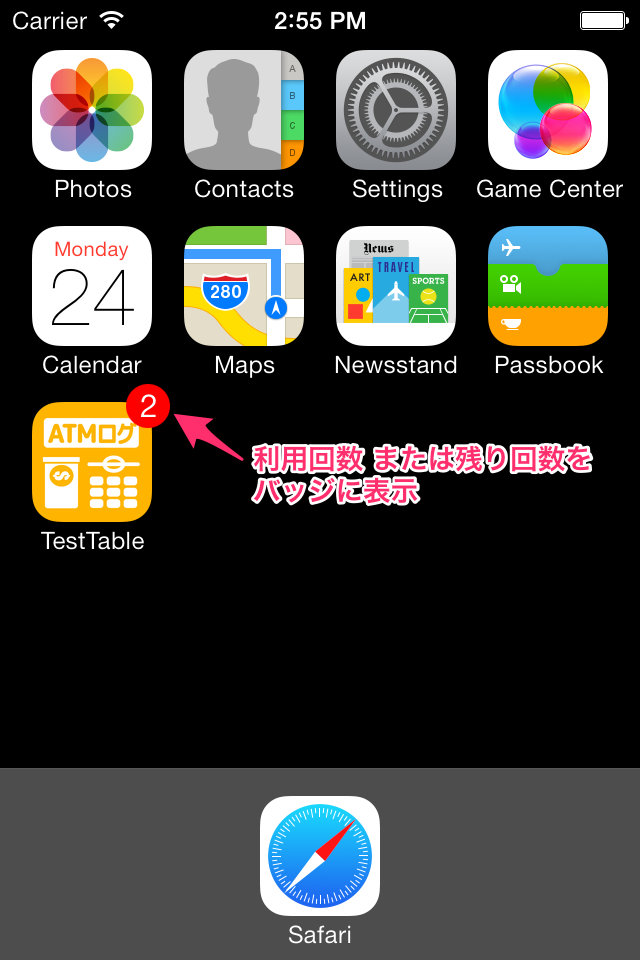 Carrier 2:55 PM
A
B
C
D
Photos Contacts Settings Game Center
Monday
24
280
News
ART
TRAVEL
SPORTS
Calendar Maps Newsstand Passbook
2
ATMログ
$
利用回数 または残り回数を
バッジに表示
TestTable
Safari